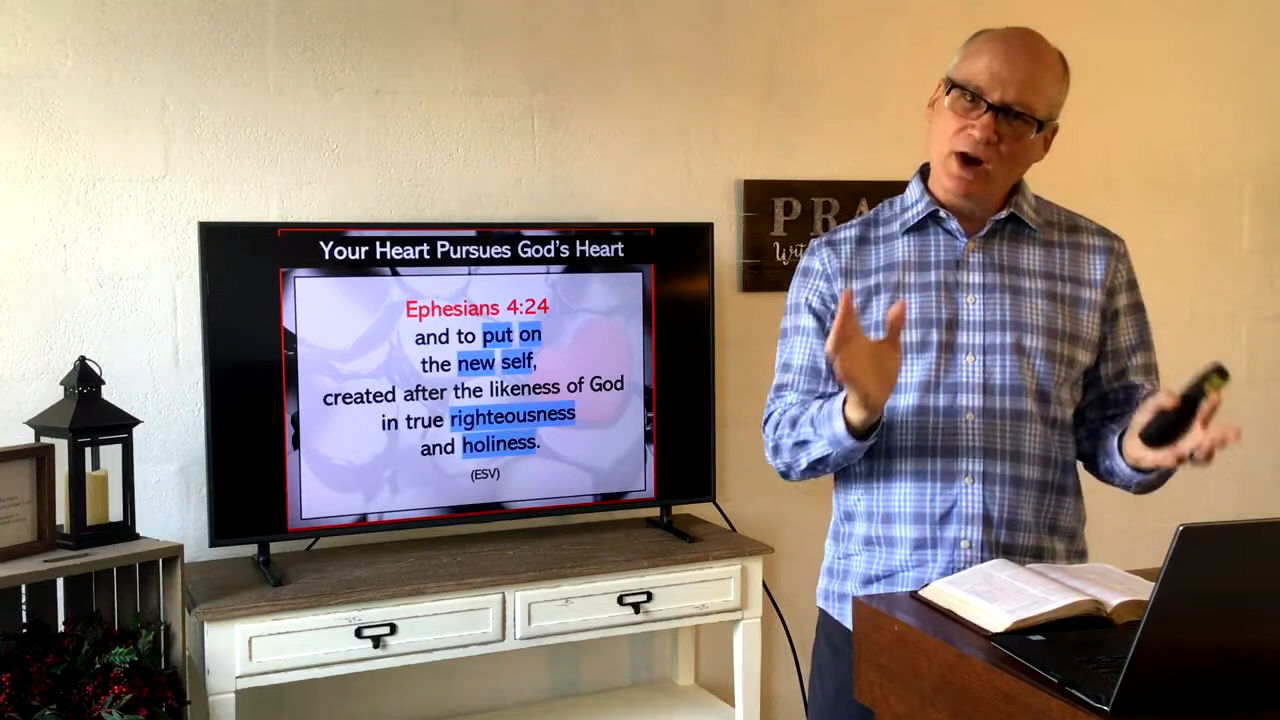 Your Heart Pursues God's Heart
Ephesians 4:24
and to put on
the new self,
created after the likeness of God
in true righteousness
and holiness.
(ESV)
PRA